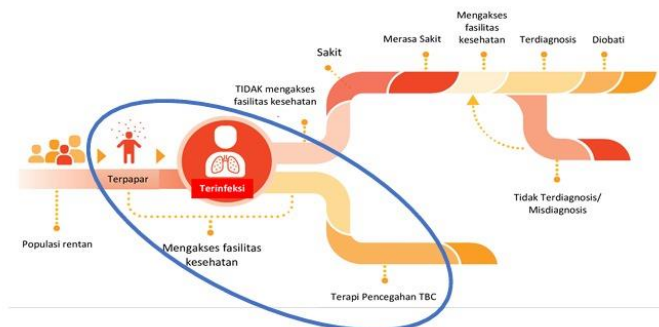 Mengakses
fasilitas
kesehatan
Merasa Sakit
Terdiagnosis
Diobati
Sakit
TIDAK mengakses
fasilitas kesehatan
Terpapar
Terinfeksi
Populasi rentan
Mengakses fasilitas
kesehatan
Tidak Terdiagnosis/
Misdiagnosis
Terapi Pencegahan TBC